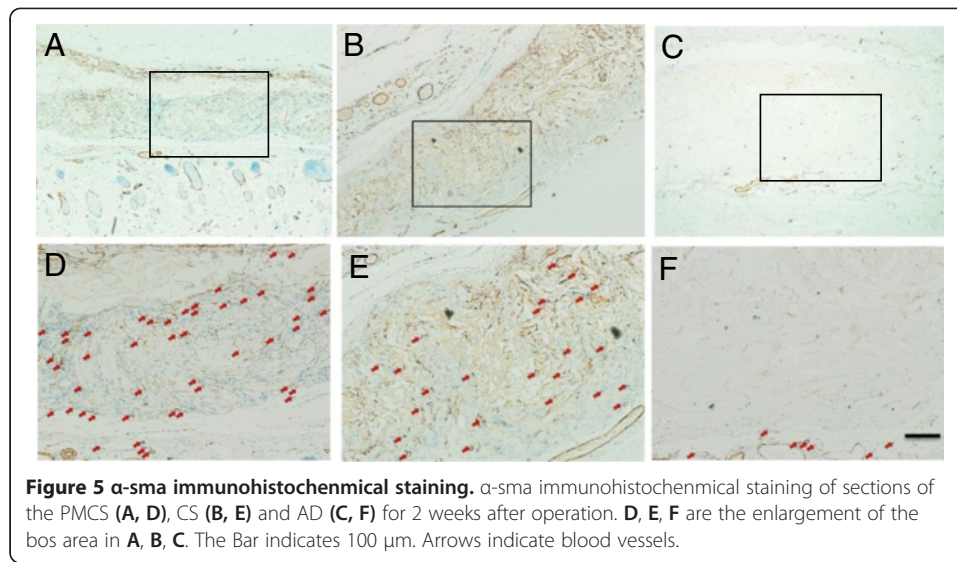 A
B
C
D
E
F
Figure 5 α-sma immunohistochenmical staining. α-sma immunohistochenmical staining of sections of
the PMCS (A, D), CS (B, E) and AD (C, F) for 2 weeks after operation. D, E, F are the enlargement of the
bos area in A, B, C. The Bar indicates 100 μm. Arrows indicate blood vessels.